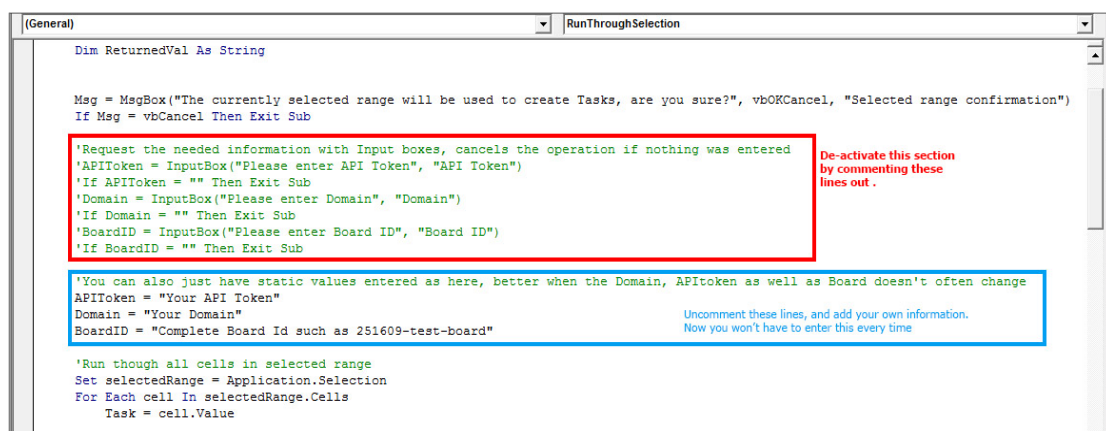 (General) RunThroughSelection
Dim ReturnedVal As String
Msg = MsgBox("The currently selected range will be used to create Tasks, are you sure?", vbOKCancel, "Selected range confirmation")
If Msg = vbCancel Then Exit Sub
'Request the needed information with Input boxes, cancels the operation if nothing was entered
'APIToken = InputBox("Please enter API Token", "API Token")
'If APIToken = "" Then Exit Sub
'Domain = InputBox("Please enter Domain", "Domain")
'If Domain = "" Then Exit Sub
'BoardID = InputBox("Please enter Board ID", "Board ID")
'If BoardID = "" Then Exit Sub
De-activate this section
by commenting these
lines out .
'You can also just have static values entered as here, better when the Domain, APItoken as well as Board doesn't often change
APIToken = "Your API Token"
Domain = "Your Domain"
BoardID = "Complete Board Id such as 251609-test-board"
Uncomment these lines, and add your own information.
Now you won't have to enter this every time
'Run though all cells in selected range
Set selectedRange = Application.Selection
For Each cell In selectedRange.Cells
Task = cell.Value